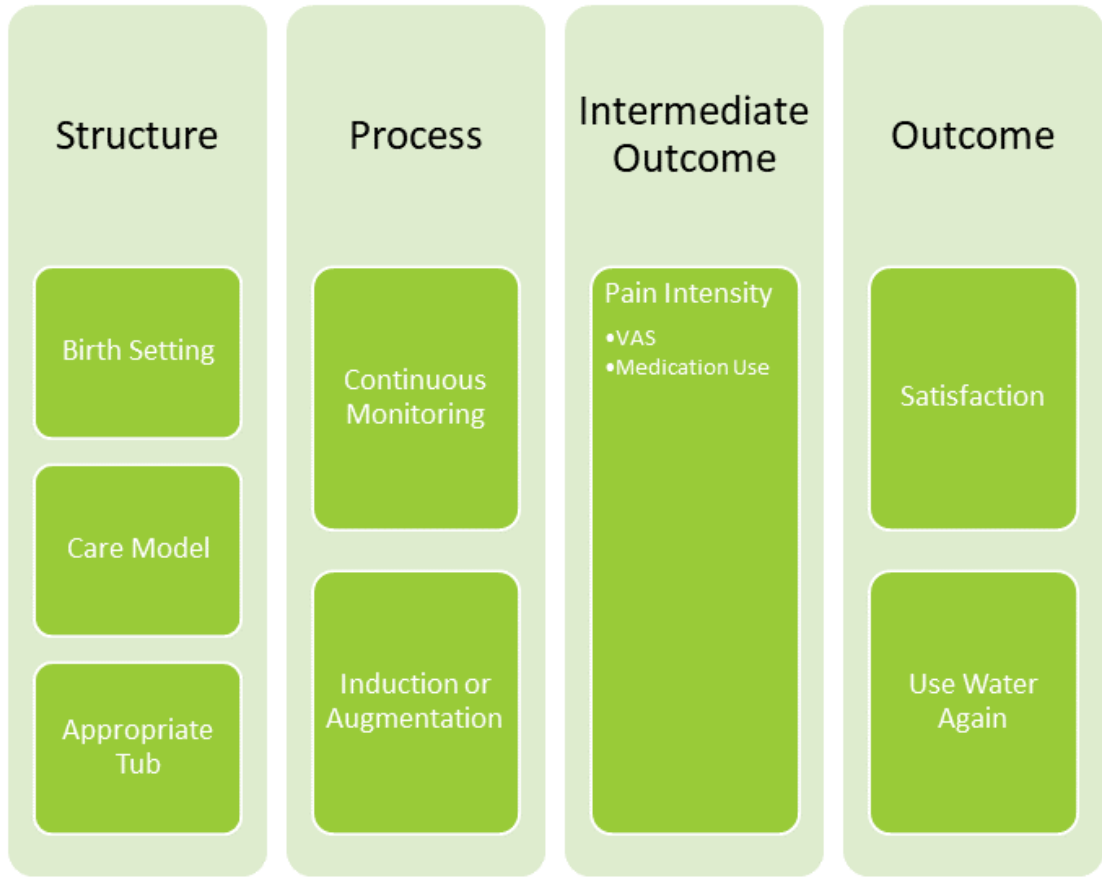 Structure
Birth Setting
Care Model
Appropriate
Tub
Process
Continuous
Monitoring
Induction or
Augmentation
Intermediate
Outcome
Pain Intensity
•VAS
•Medication Use
Outcome
Satisfaction
Use Water
Again